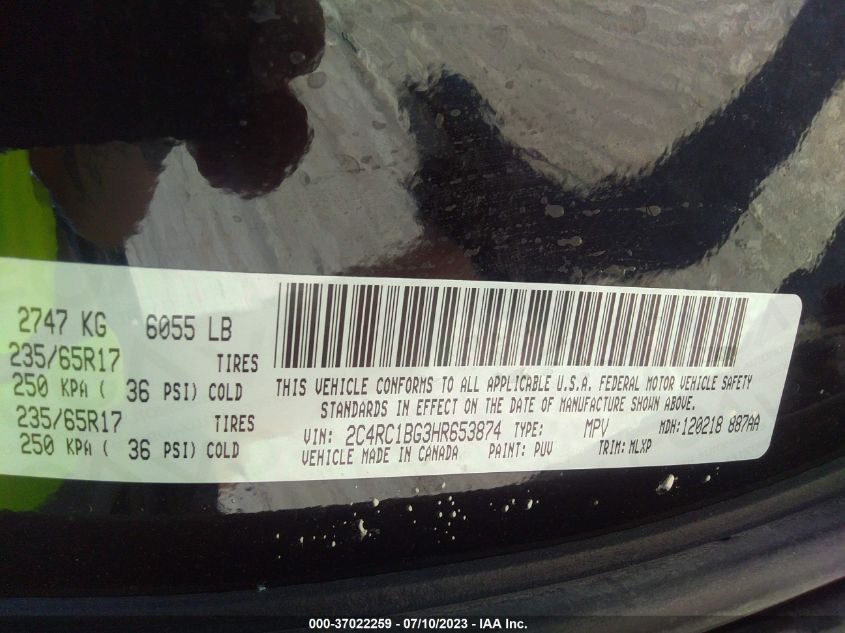 2747 KG 6055 LB
235/65R17 TIRES
250 KPA ( 36 PSI) COLD
235/65R17 TIRES
250 KPA ( 36 PSI) COLD
THIS VEHICLE CONFORMS TO ALL APPLICABLE U.S.A. FEDERAL MOTOR VEHICLE SAFETY
STANDARDS IN EFFECT ON THE DATE OF MANUFACTURE SHOWN ABOVE.
VIN: 2C4RC1BG3HR653874 TYPE: MPV MDH: 120218 887AA
VEHICLE MADE IN CANADA PAINT: PUV TRIM: MLXP
000-37022259 / 07/10/2023 - IAA Inc.